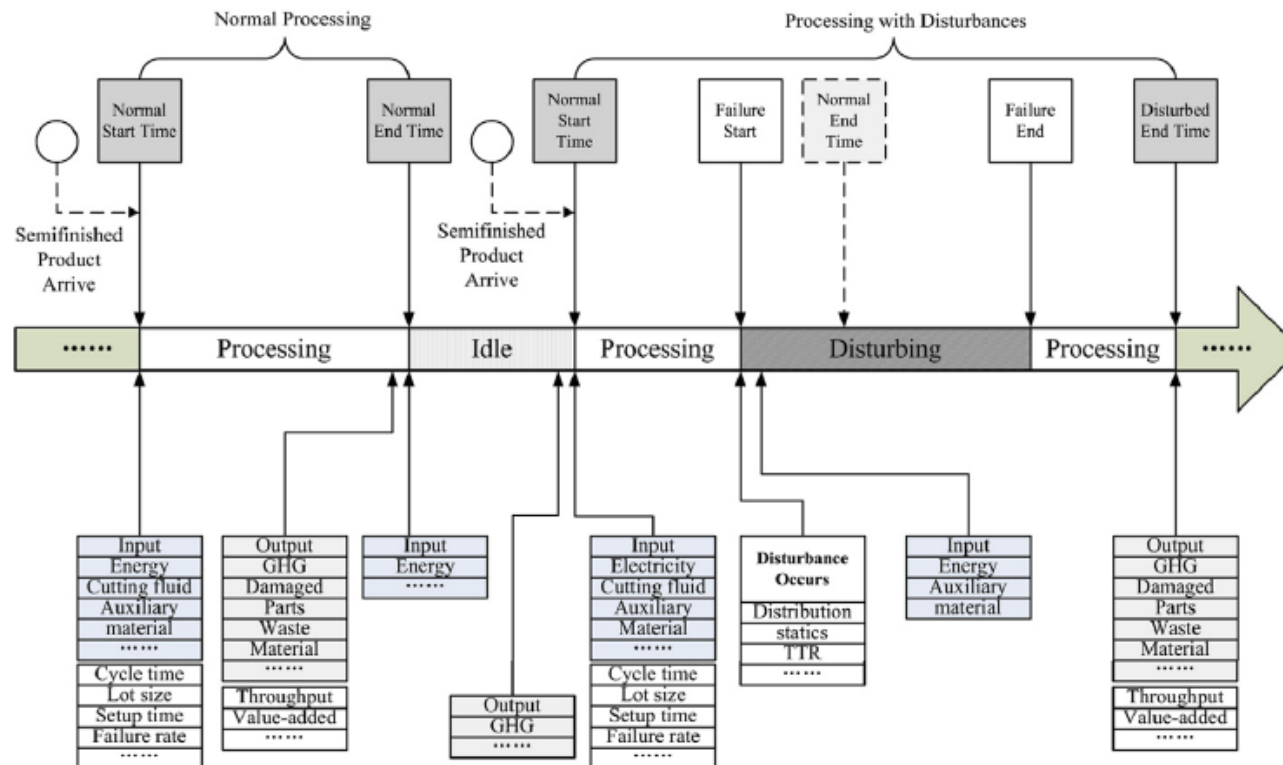 Normal Processing
Processing with Disturbances
Normal
Start Time
Normal
End Time
Normal
Start
Time
Failure
Start
Normal
End
Time
Failure
End
Disturbed
End Time
Semifinished
Product
Arrive
Semifinished
Product
Arrive
......
Processing
Idle
Processing
Disturbing
Processing
......
Input
Energy
Cutting fluid
Auxiliary
material
......
Cycle time
Lot size
Setup time
Failure rate
......
Output
GHG
Damaged
Parts
Waste
Material
......
Throughput
Value-added
......
Input
Energy
......
Output
GHG
......
Input
Electricity
Cutting fluid
Auxiliary
Material
......
Cycle time
Lot size
Setup time
Failure rate
......
Disturbance
Occurs
Distribution
statics
TTR
......
Input
Energy
Auxiliary
material
Output
GHG
Damaged
Parts
Waste
Material
......
Throughput
Value-added
......